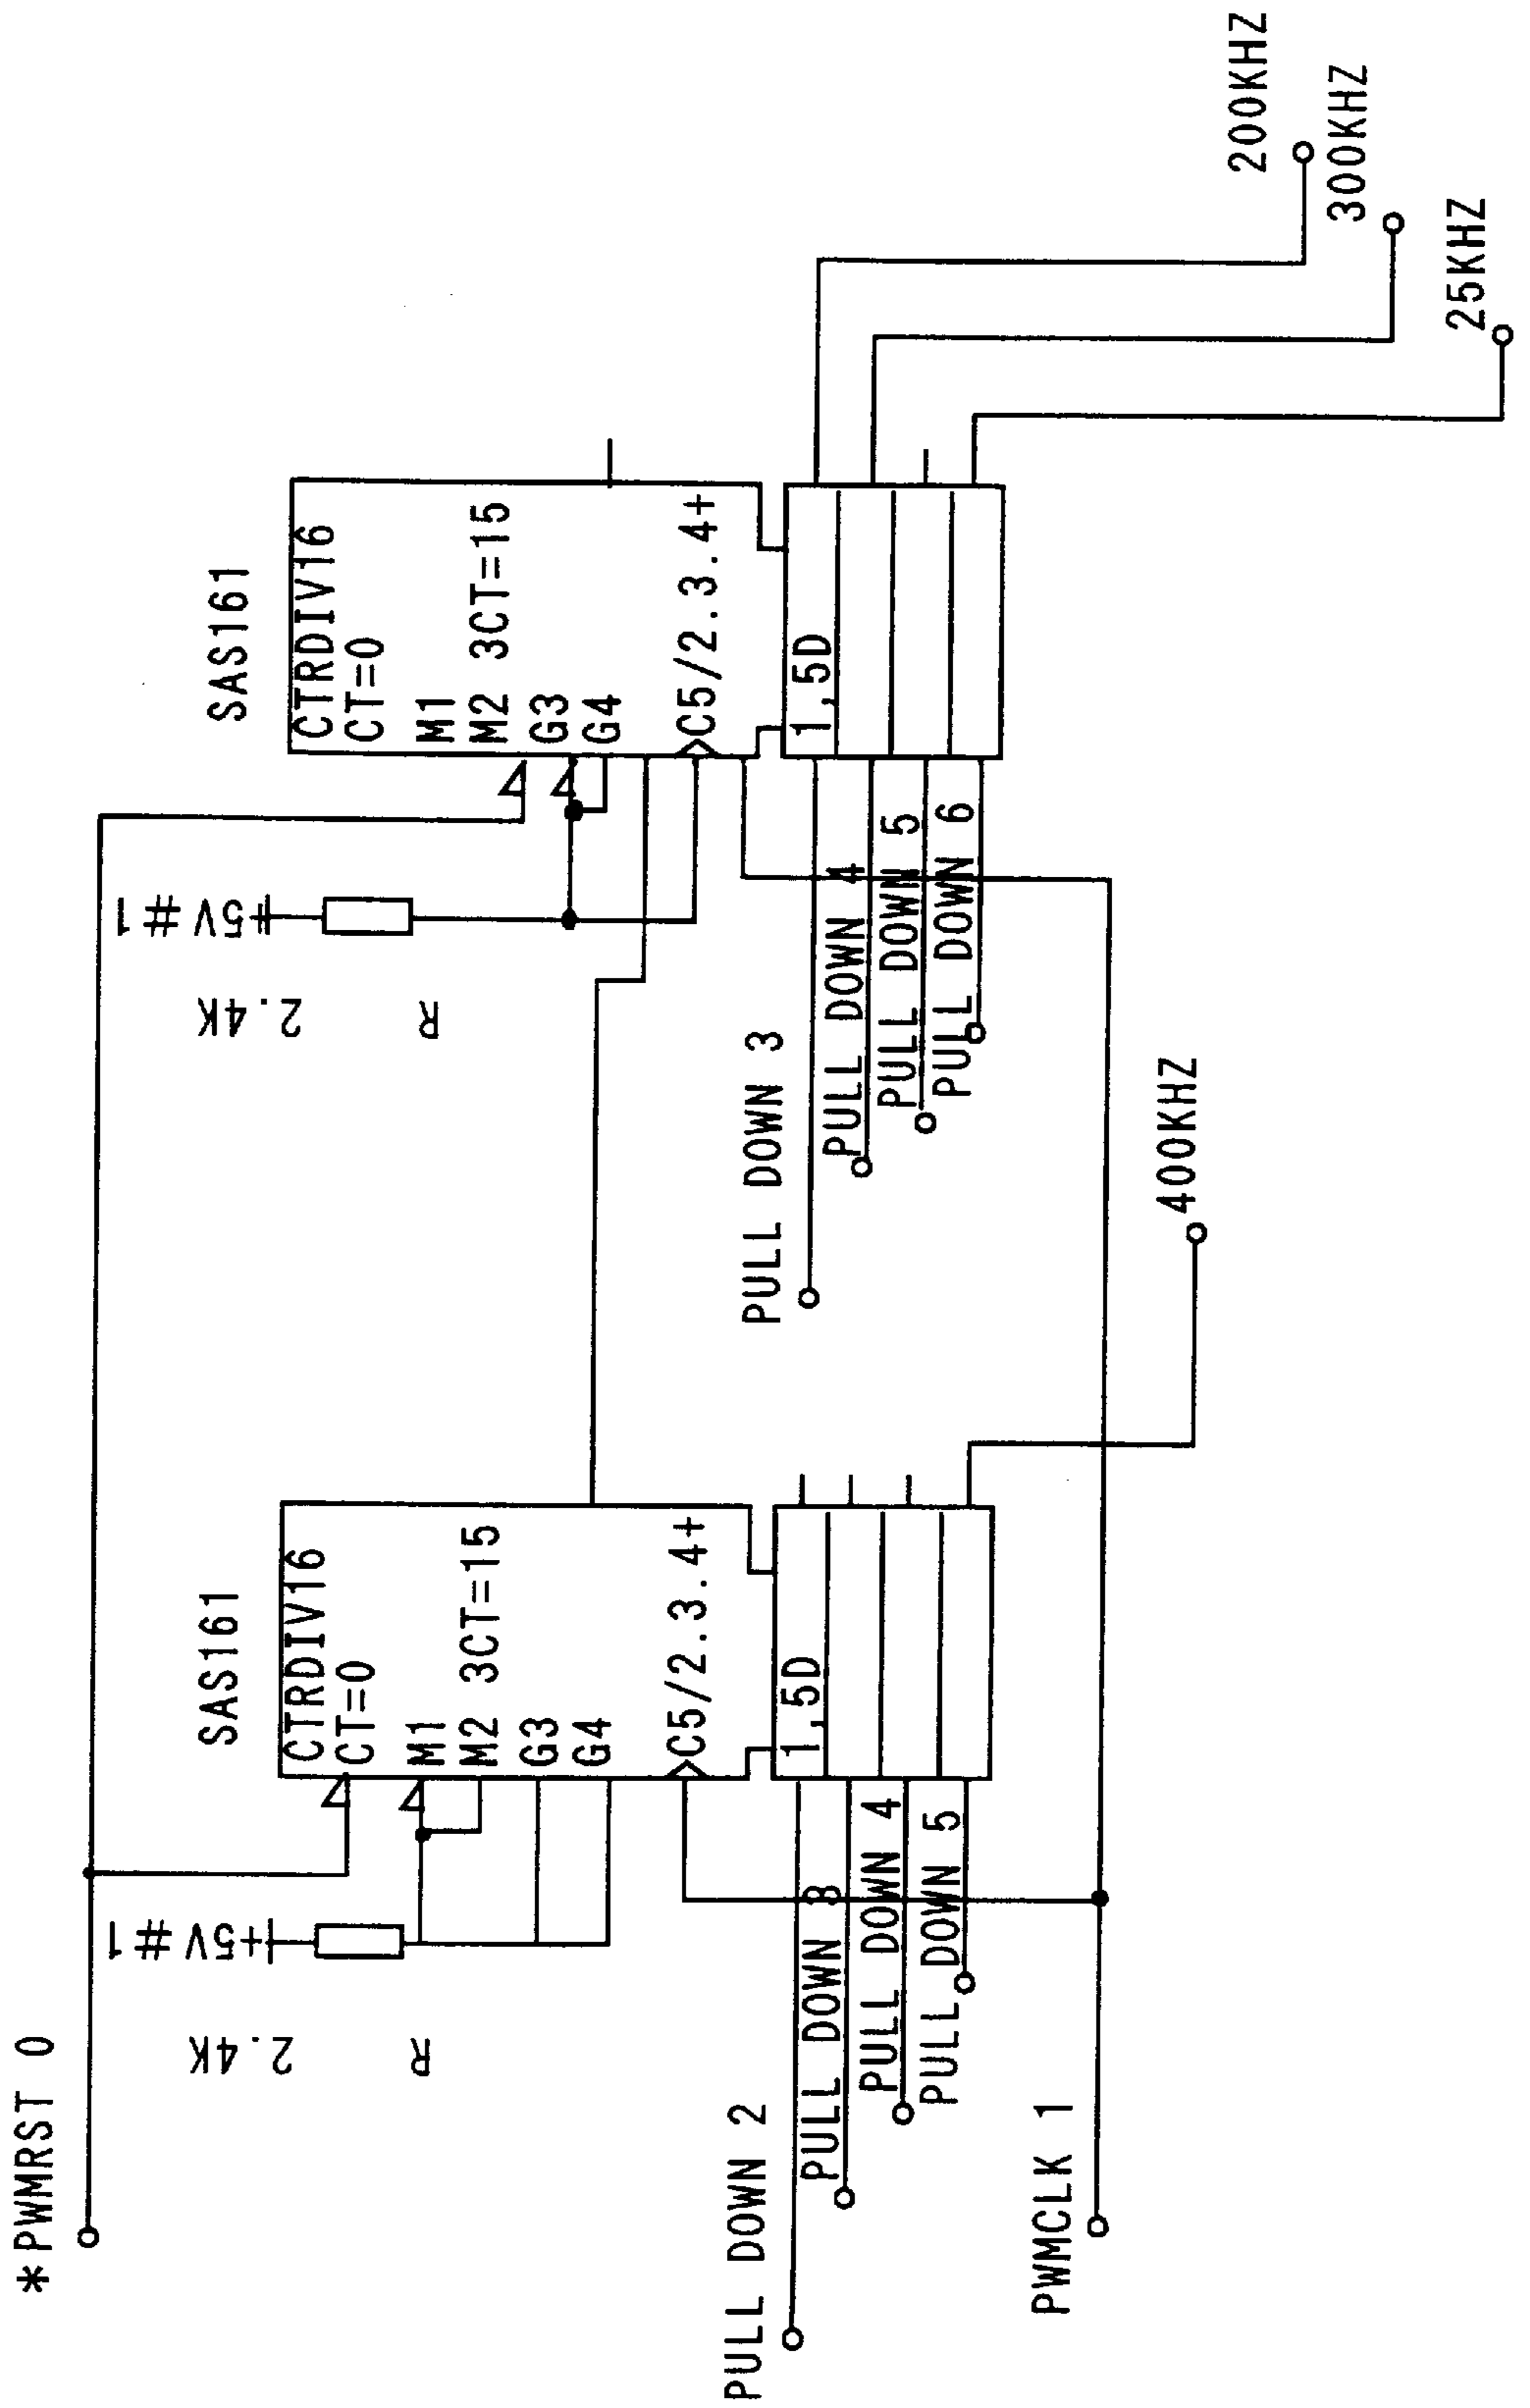 *PWMRST 0
+5V #1
2.4K
R
SAS161
CTRDIV16
CT=0
M1
M2 3CT=15
G3
G4
C5/2.3.4+
1,5D
PULL DOWN 2
PULL DOWN 3
PULL DOWN 4
PULL DOWN 5
PWMCLK 1
400KHZ
+5V #1
2.4K
R
SAS161
CTRDIV16
CT=0
M1
M2 3CT=15
G3
G4
C5/2.3.4+
1,5D
PULL DOWN 3
PULL DOWN 4
PULL DOWN 5
PULL DOWN 6
200KHZ
300KHZ
25KHZ